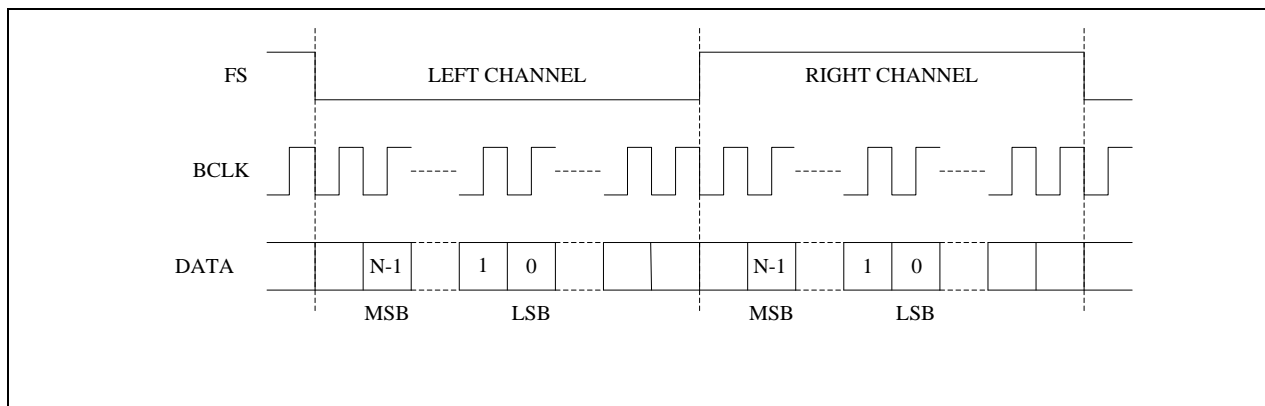 FS LEFT CHANNEL RIGHT CHANNEL
BCLK
DATA N-1 1 0 N-1 1 0
MSB LSB MSB LSB